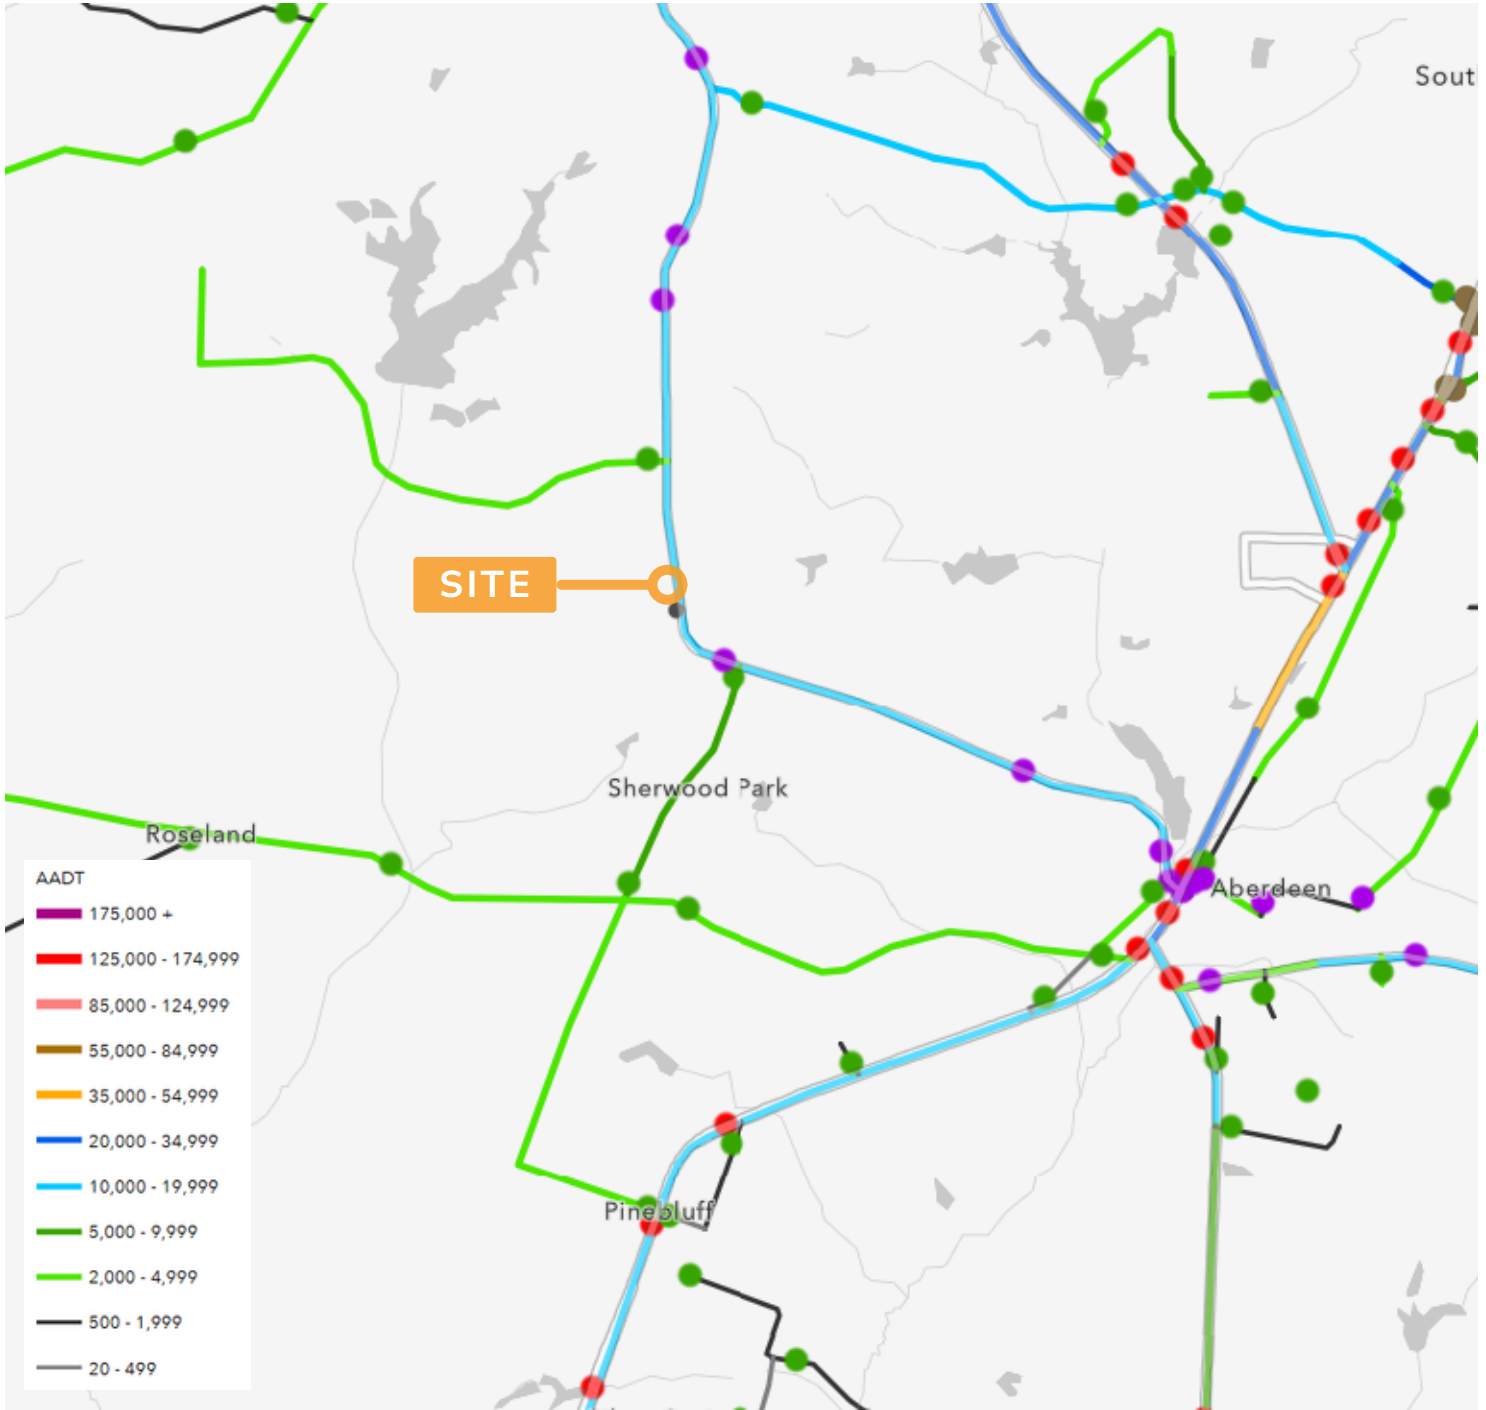 Sout
SITE
Sherwood Park
Roseland
Aberdeen
Pinebluff
AADT
175,000 +
125,000 - 174,999
85,000 - 124,999
55,000 - 84,999
35,000 - 54,999
20,000 - 34,999
10,000 - 19,999
5,000 - 9,999
2,000 - 4,999
500 - 1,999
20 - 499